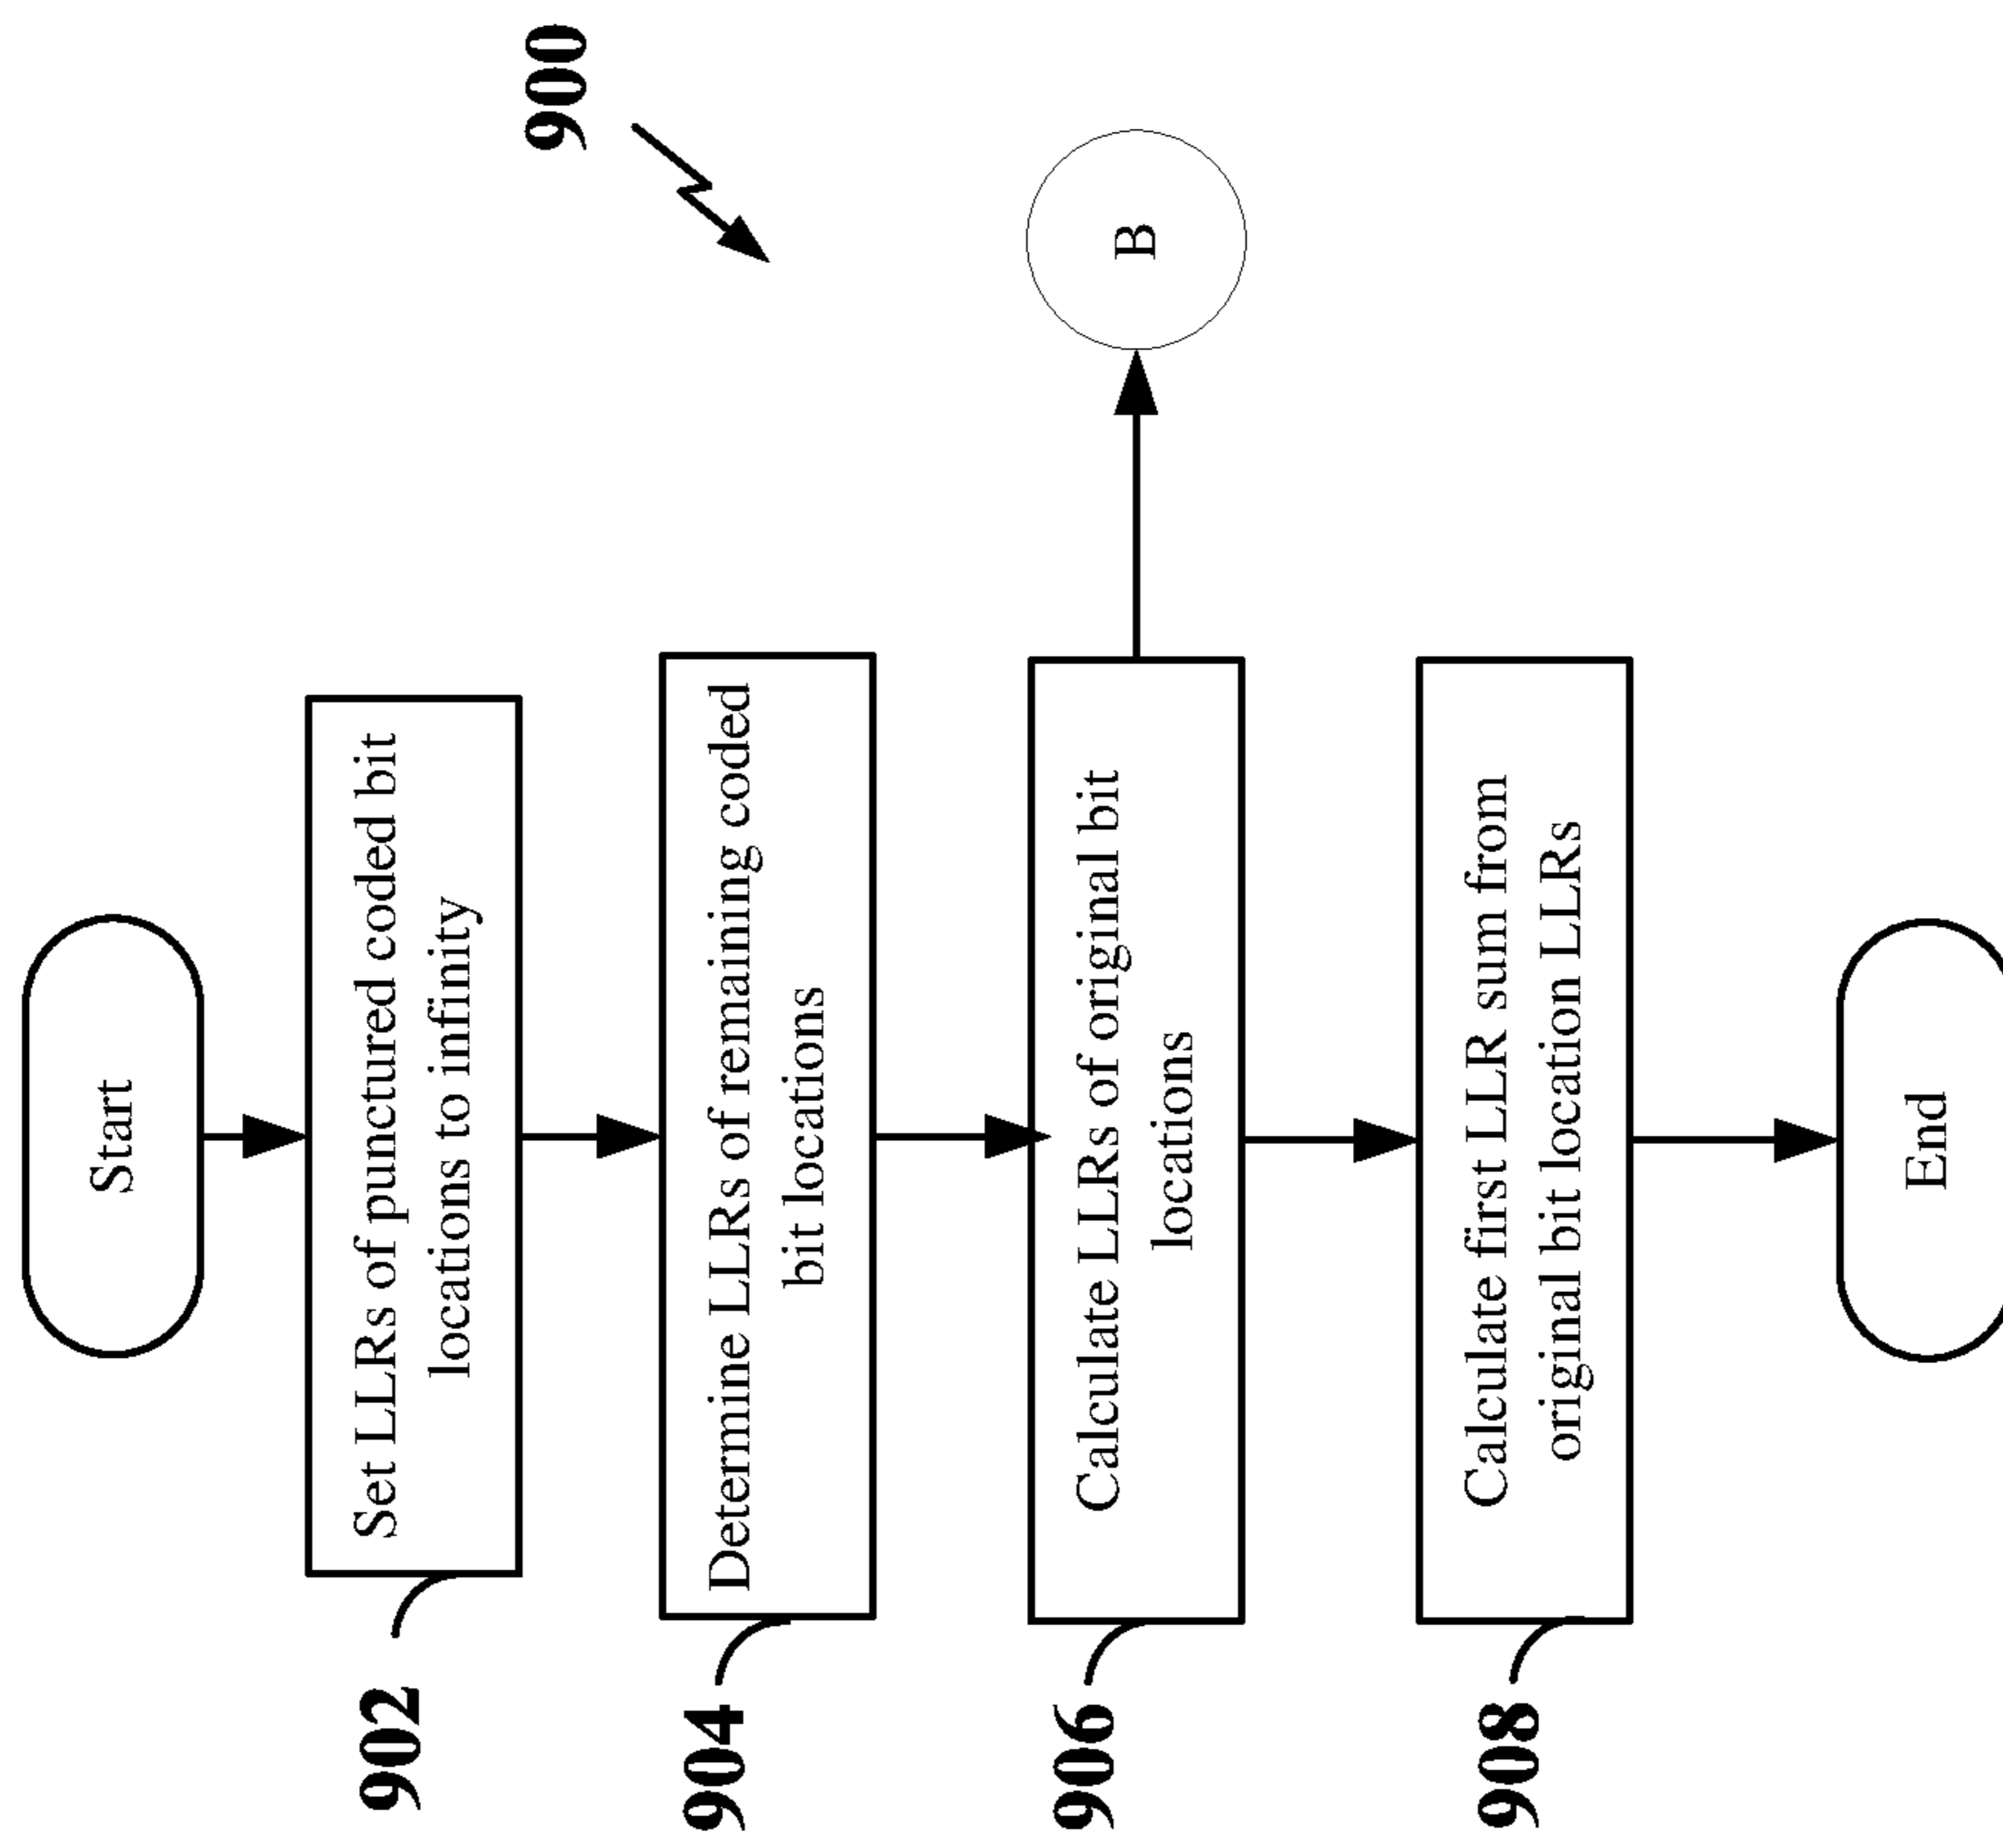 900
Start
902
Set LLRs of punctured coded bit
locations to infinity
904
Determine LLRs of remaining coded
bit locations
906
Calculate LLRs of original bit
locations
B
908
Calculate first LLR sum from
original bit location LLRs
End